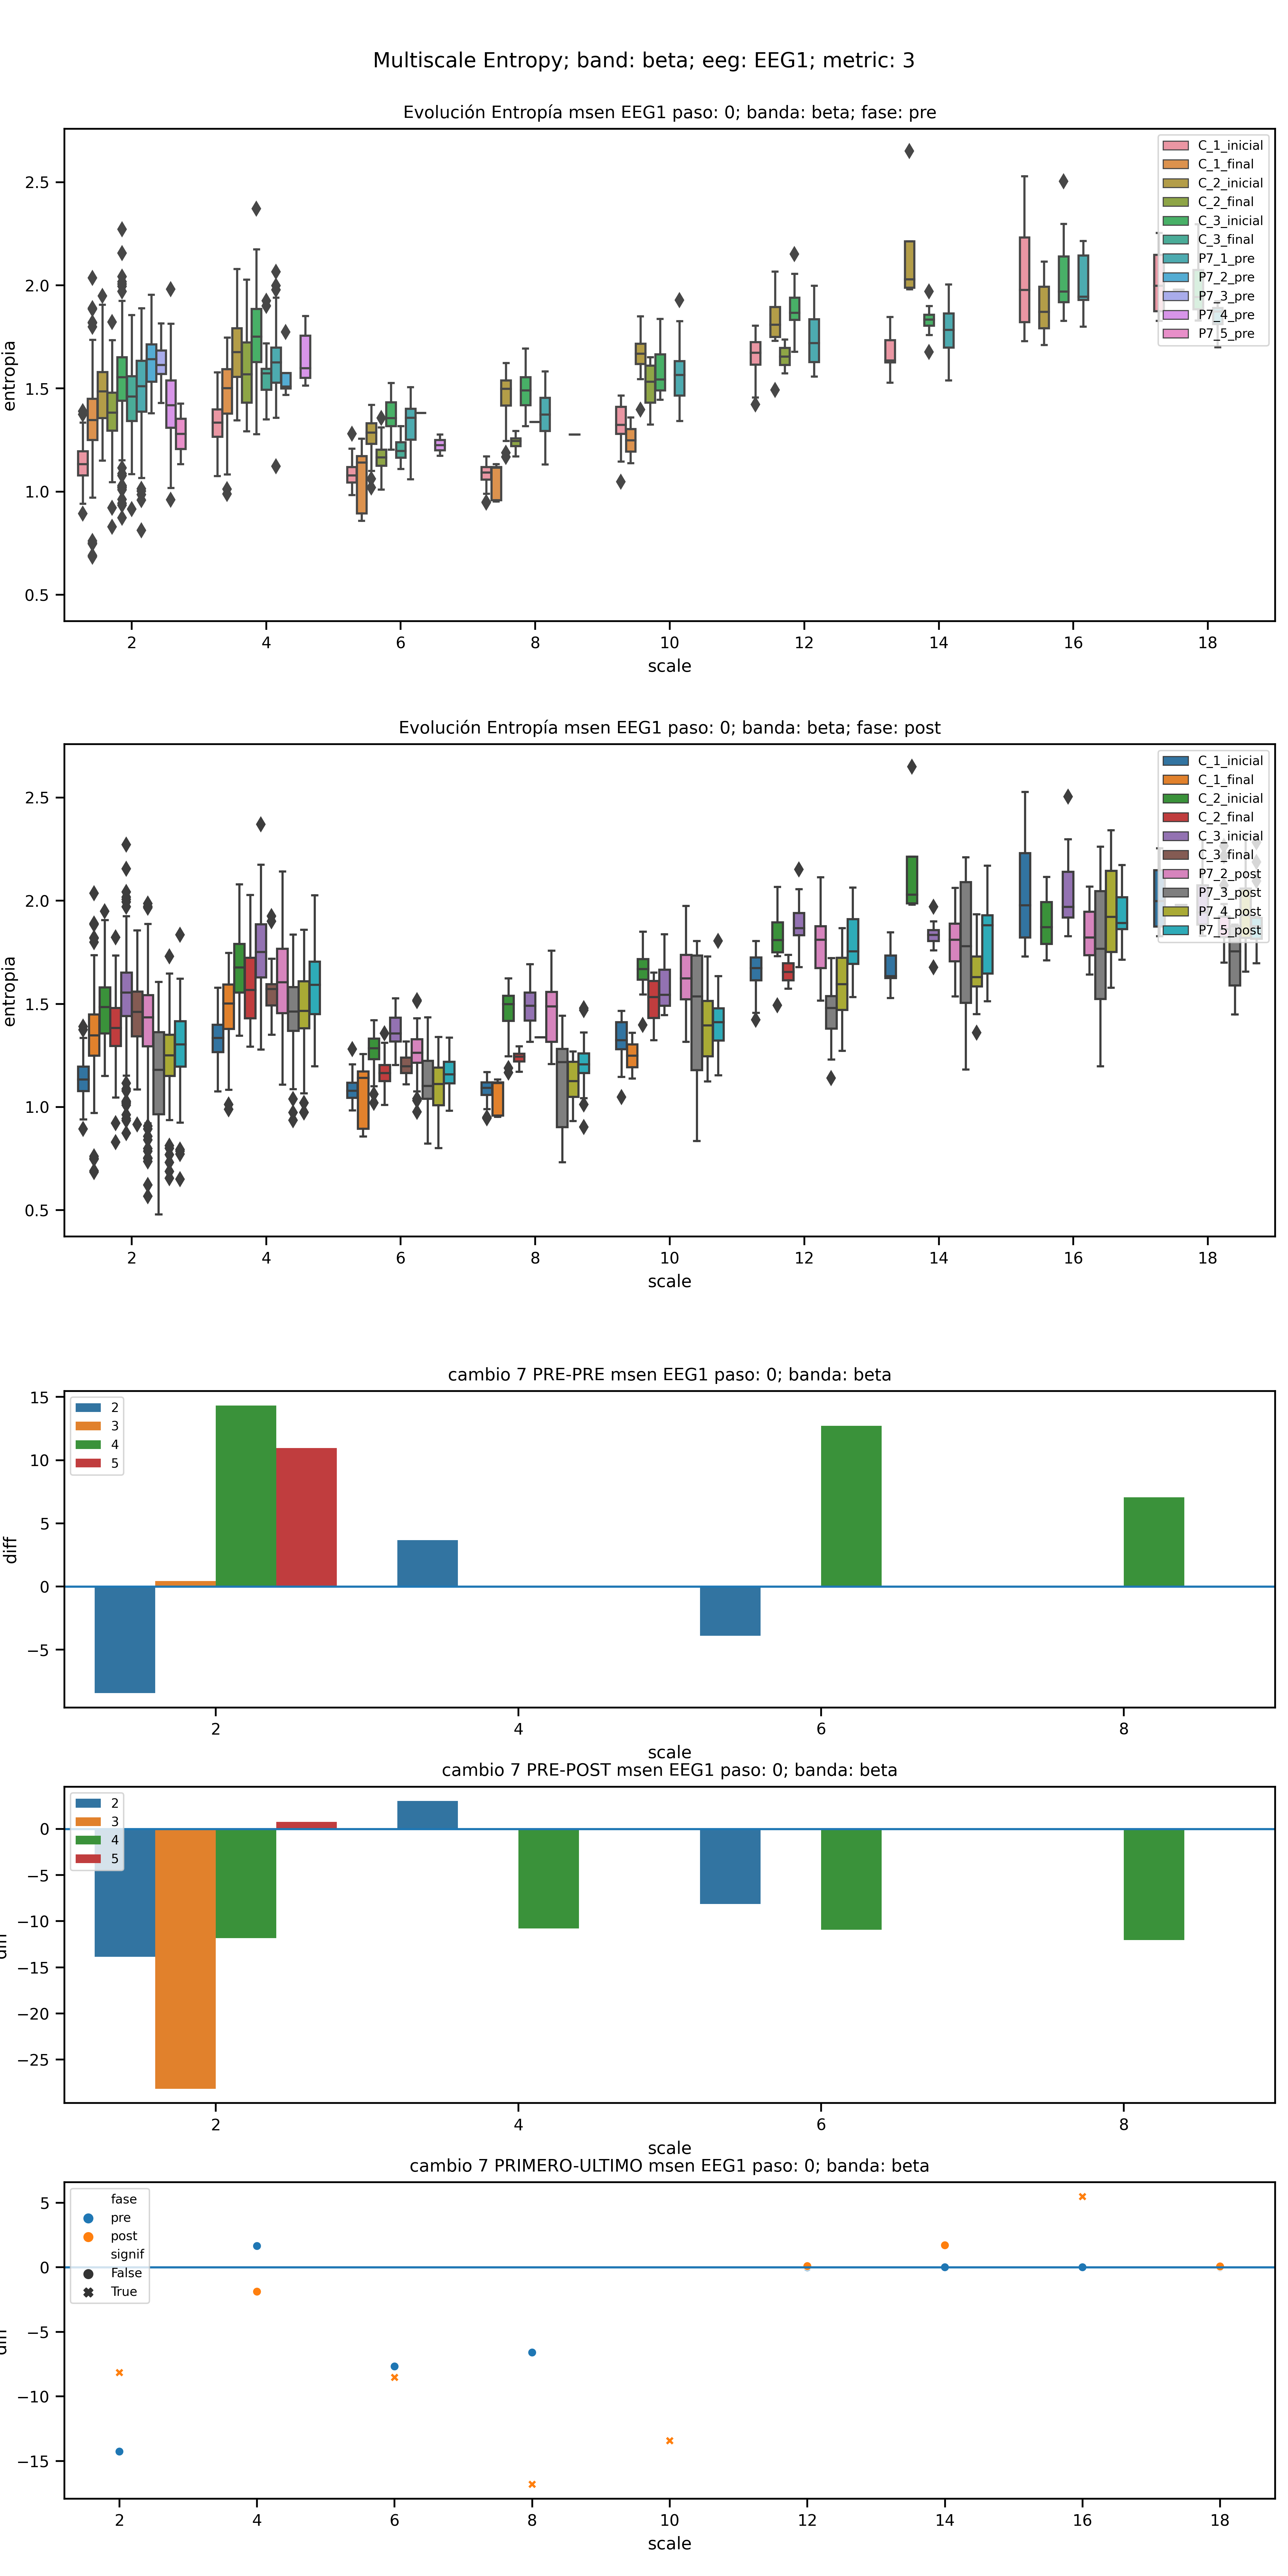 Multiscale Entropy; band: beta; eeg: EEG1; metric: 3
Evolución Entropía msen EEG1 paso: 0; banda: beta; fase: pre
entropia
2.5
2.0
1.5
1.0
0.5
C_1_inicial
C_1_final
C_2_inicial
C_2_final
C_3_inicial
C_3_final
P7_1_pre
P7_2_pre
P7_3_pre
P7_4_pre
P7_5_pre
2 4 6 8 10 12 14 16 18
scale
Evolución Entropía msen EEG1 paso: 0; banda: beta; fase: post
entropia
2.5
2.0
1.5
1.0
0.5
C_1_inicial
C_1_final
C_2_inicial
C_2_final
C_3_inicial
C_3_final
P7_2_post
P7_3_post
P7_4_post
P7_5_post
2 4 6 8 10 12 14 16 18
scale
cambio 7 PRE-PRE msen EEG1 paso: 0; banda: beta
diff
15
10
5
0
−5
2
3
4
5
2 4 6 8
scale
cambio 7 PRE-POST msen EEG1 paso: 0; banda: beta
0
−5
−10
−15
−20
−25
2
3
4
5
2 4 6 8
scale
cambio 7 PRIMERO-ULTIMO msen EEG1 paso: 0; banda: beta
5
0
−5
−10
−15
fase
pre
post
signif
False
True
2 4 6 8 10 12 14 16 18
scale